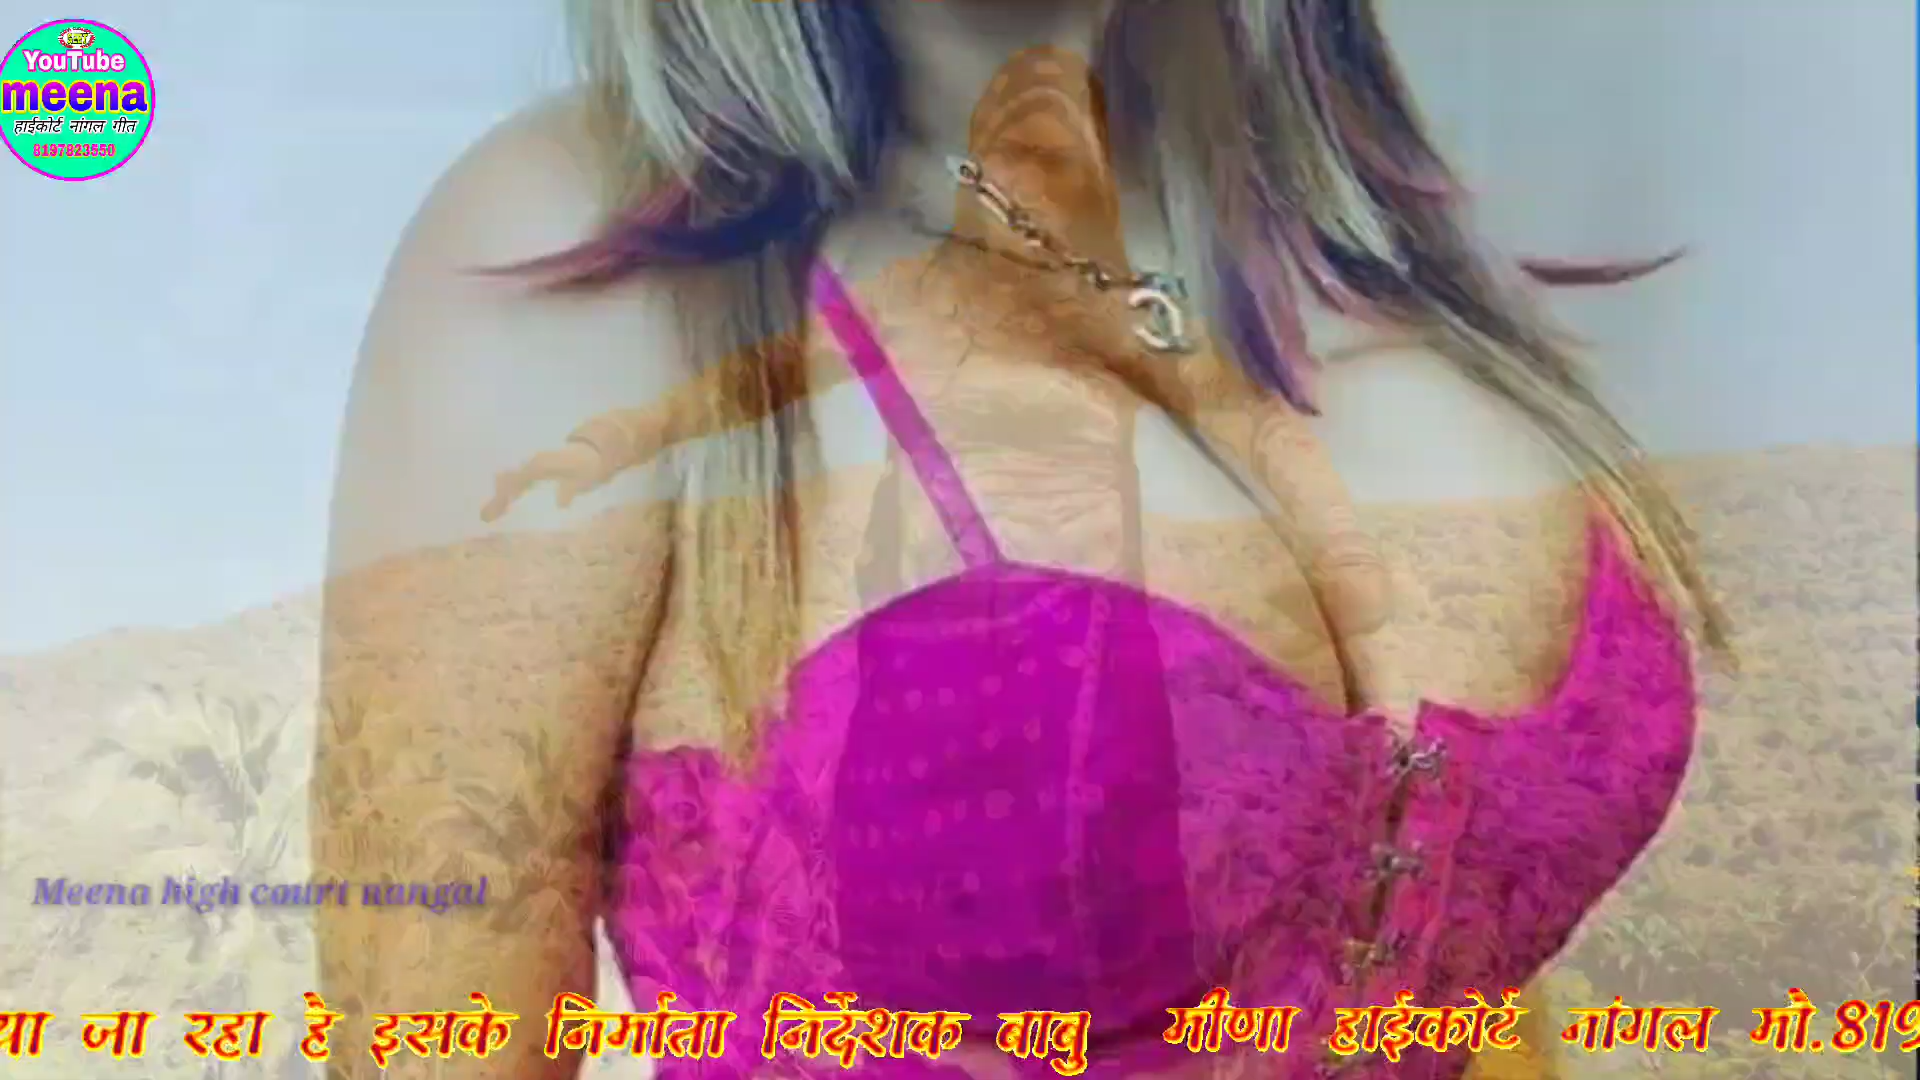 YouTube
meena
हाईकोर्ट नांगल गीत
8197823550
Meena high court nangal
या जा रहा है इसके निर्माता निर्देशक बाबु मीणा हाईकोर्ट नांगल मो.819